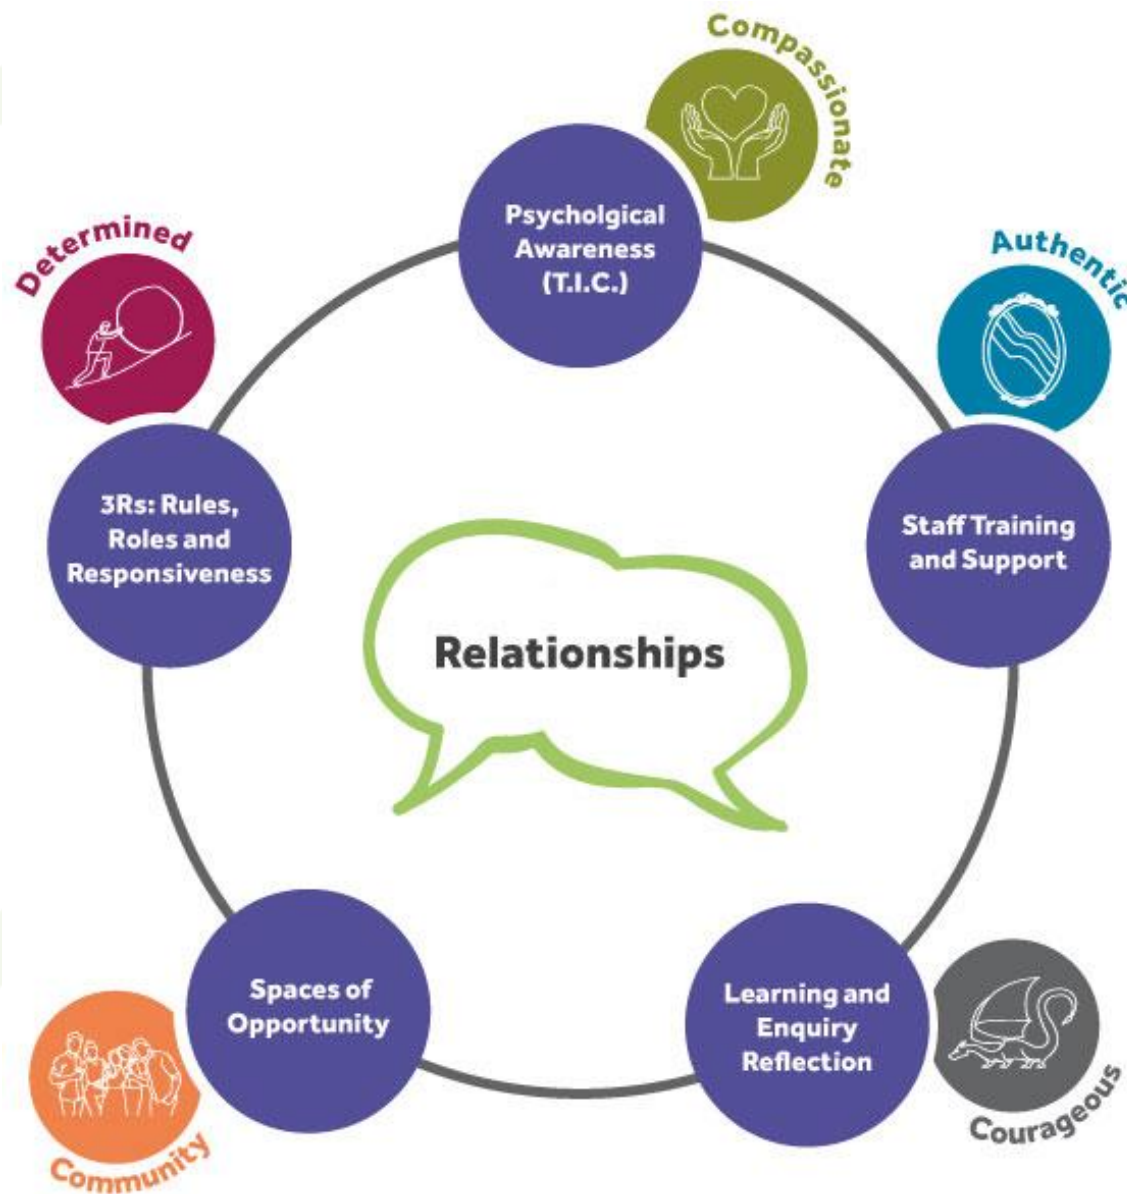 Compassionate
Psycholgical
Awareness
(T.I.C.)
Determined
Authentic
3Rs: Rules,
Roles and
Responsiveness
Staff Training
and Support
Relationships
Spaces of
Opportunity
Learning and
Enquiry
Reflection
Community
Courageous